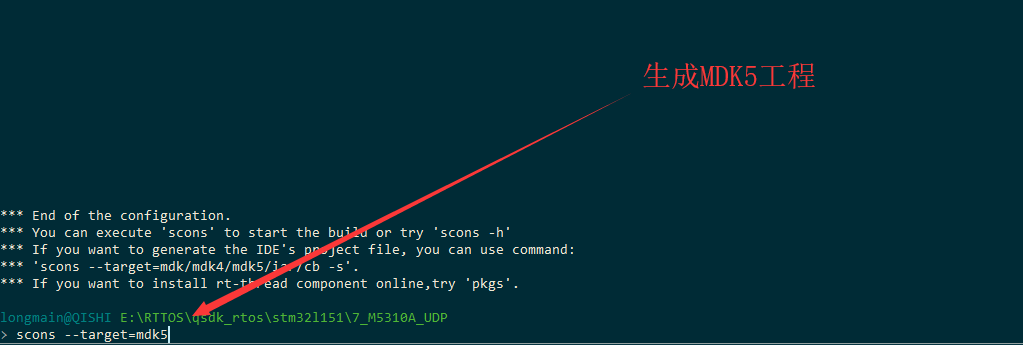 生成MDK5工程
*** End of the configuration.
*** You can execute 'scons' to start the build or try 'scons -h'
*** If you want to generate the IDE's project file, you can use command:
*** 'scons --target=mdk/mdk4/mdk5/iar/cb -s'.
*** If you want to install rt-thread component online,try 'pkgs'.
longmain@QISHI E:\RTTOS\qsdk_rtos\stm32l151\7_M5310A_UDP
> scons --target=mdk5